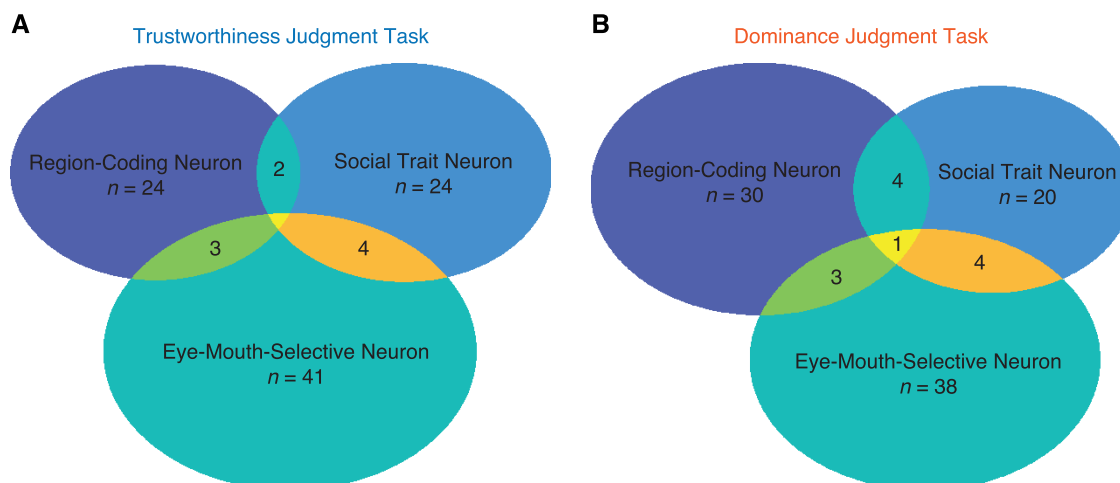 A
Trustworthiness Judgment Task
Region-Coding Neuron
n = 24
2
Social Trait Neuron
n = 24
3
4
Eye-Mouth-Selective Neuron
n = 41
B
Dominance Judgment Task
Region-Coding Neuron
n = 30
4
Social Trait Neuron
n = 20
1
3
4
Eye-Mouth-Selective Neuron
n = 38